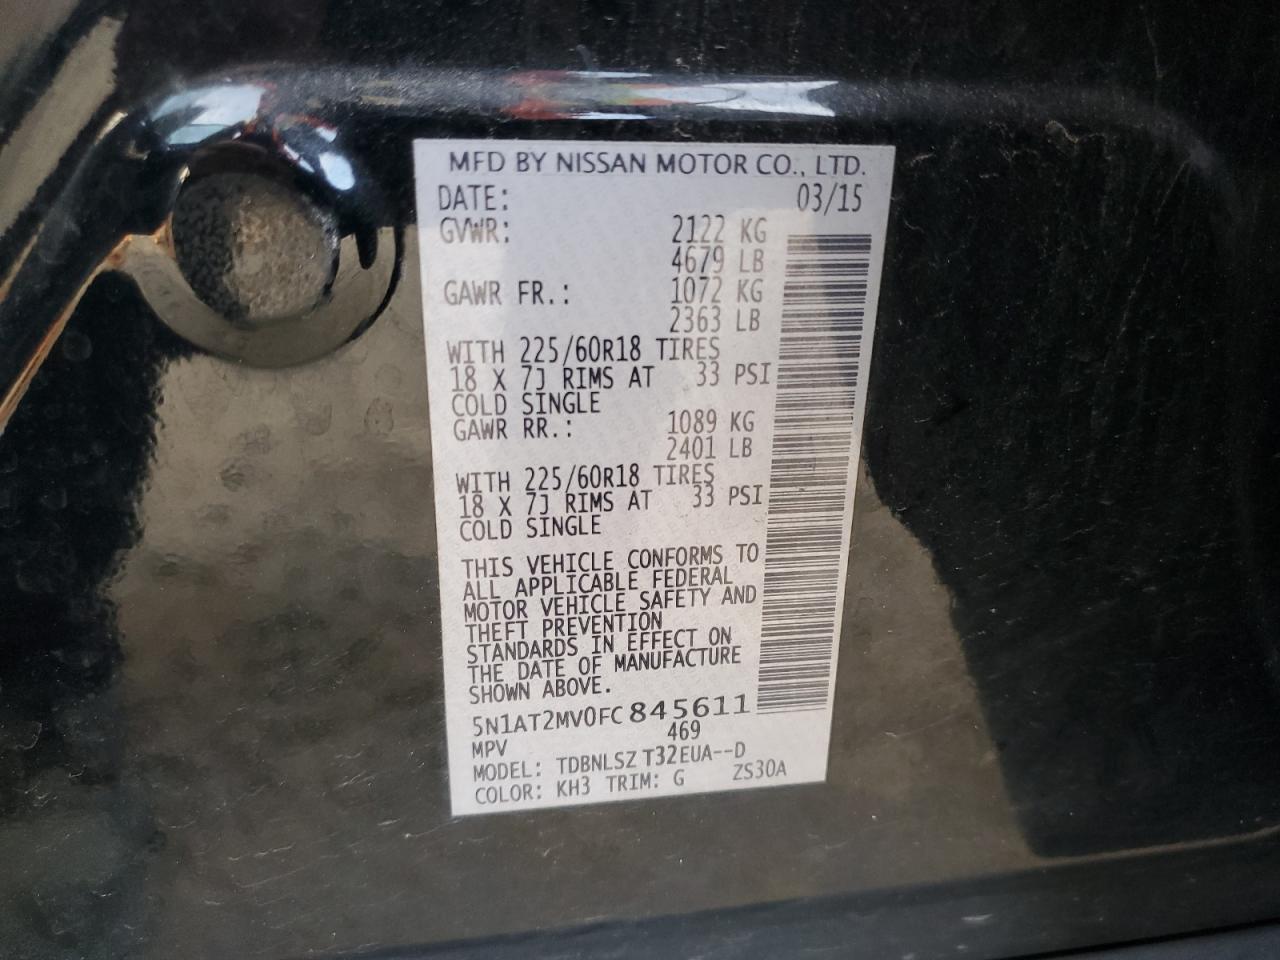 MFD BY NISSAN MOTOR CO., LTD.
DATE: 03/15
GVWR: 2122 KG
4679 LB
GAWR FR.: 1072 KG
2363 LB
WITH 225/60R18 TIRES
18 X 7J RIMS AT 33 PSI
COLD SINGLE
GAWR RR.: 1089 KG
2401 LB
WITH 225/60R18 TIRES
18 X 7J RIMS AT 33 PSI
COLD SINGLE
THIS VEHICLE CONFORMS TO
ALL APPLICABLE FEDERAL
MOTOR VEHICLE SAFETY AND
THEFT PREVENTION
STANDARDS IN EFFECT ON
THE DATE OF MANUFACTURE
SHOWN ABOVE.
5N1AT2MV0FC845611
MPV 469
MODEL: TDBNLSZ T32EUA--D
COLOR: KH3 TRIM: G ZS30A